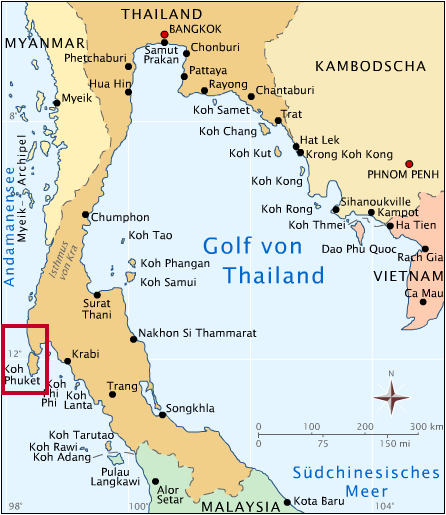 THAILAND
BANGKOK
MYANMAR
Samut
Prakan
Chonburi
Phetchaburi
KAMBODSCHA
Pattaya
Hua Hin
Rayong
Chantaburi
Myeik
Koh Samet
Trat
8°
Koh Chang
Hat Lek
Koh Kut
Krong Koh Kong
PHNOM PENH
Andamanensee
Myeik-Archipel
Koh Kong
Sihanoukville
Koh Rong
Kampot
Chumphon
Koh Thmei
Ha Tien
Koh Tao
Golf von
Thailand
Dao Phu Quoc
Rach Gia
Isthmus
von Kra
Koh Phangan
VIETNAM
Koh Samui
Ca Mau
Surat
Thani
Nakhon Si Thammarat
12°
Krabi
Koh
Phuket
N
Koh
Phi
Phi
Trang
Koh
Lanta
Songkhla
0 100 200 300 km
0 75 150 mi
Koh Tarutao
Koh Rawi
Koh Adang
Pulau
Langkawi
Südchinesisches
Meer
Alor
Setar
Kota Baru
98°
100°
MALAYSIA
104°